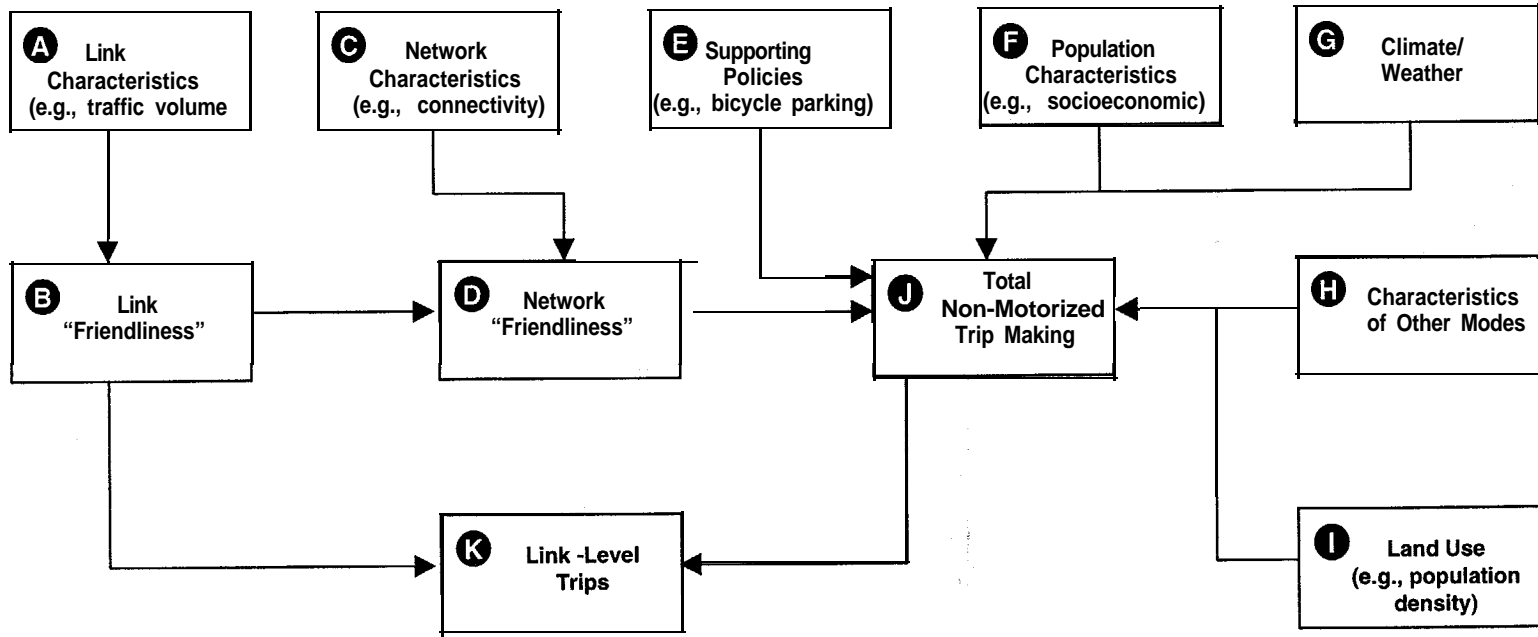 A Link
Characteristics
(e.g., traffic volume
C Network
Characteristics
(e.g., connectivity)
E Supporting
Policies
(e.g., bicycle parking)
F Population
Characteristics
(e.g., socioeconomic)
G Climate/
Weather
B Link
“Friendliness”
D Network
“Friendliness”
J Total
Non-Motorized
Trip Making
H Characteristics
of Other Modes
K Link -Level
Trips
I Land Use
(e.g., population
density)